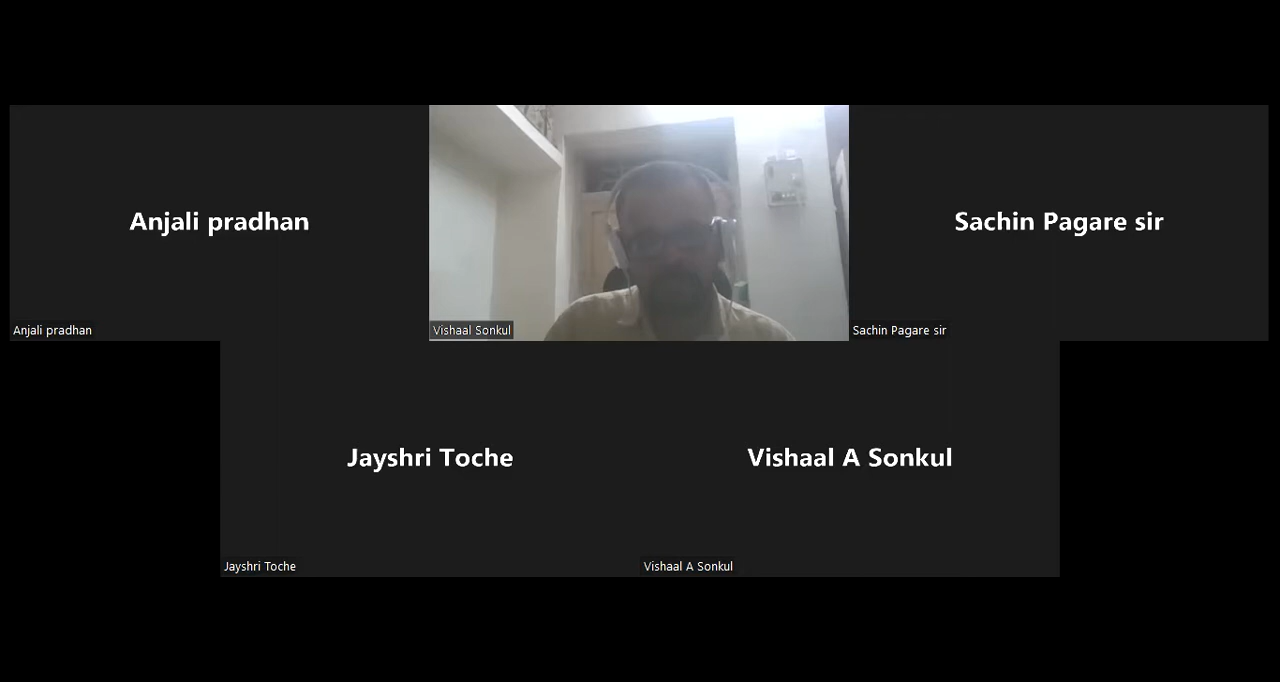 Anjali pradhan
Sachin Pagare sir
Anjali pradhan
Vishaal Sonkul
Sachin Pagare sir
Jayshri Toche
Vishaal A Sonkul
Jayshri Toche
Vishaal A Sonkul